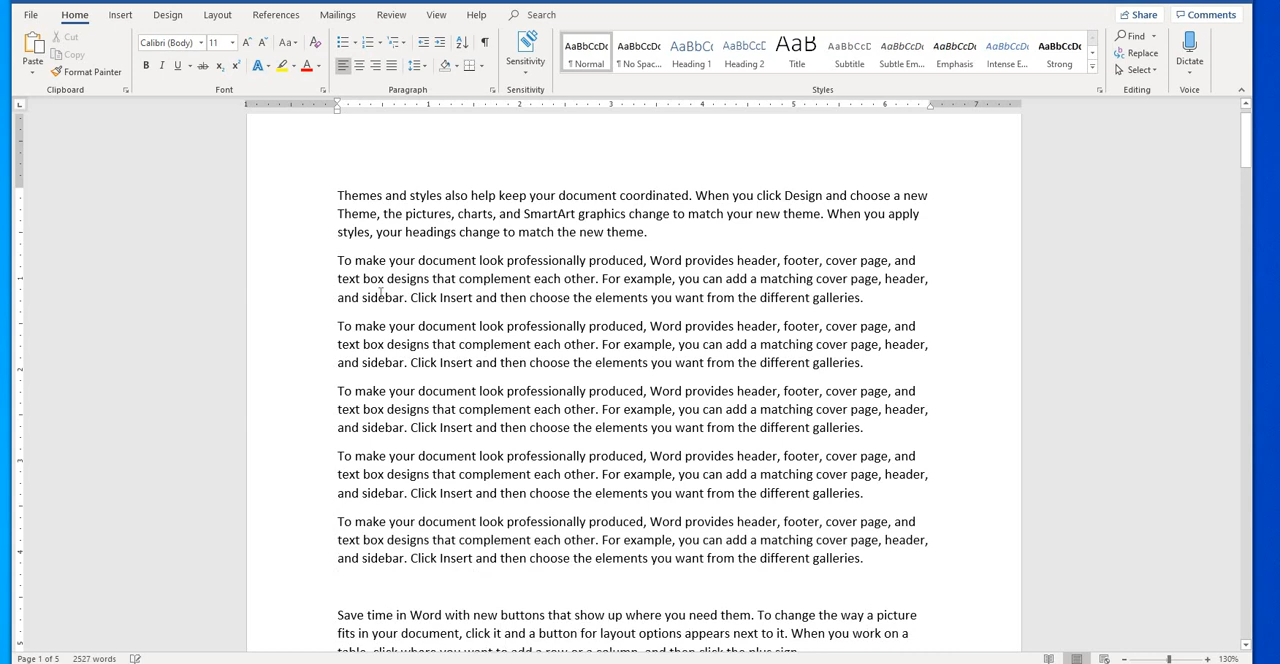 File Home Insert Design Layout References Mailings Review View Help Search Share Comments
Paste Cut Copy Format Painter
Calibri (Body) 11 Aa
B I U ab x₂ x² A A
Sensitivity
AaBbCcDc AaBbCcDc AaBbCc AaBbCcD AaB AaBbCcD AaBbCcDt AaBbCcDt AaBbCcDt AaBbCcDc
¶ Normal ¶ No Spac... Heading 1 Heading 2 Title Subtitle Subtle Em... Emphasis Intense E... Strong
Find Replace Select
Dictate
Clipboard Font Paragraph Sensitivity Styles Editing Voice
1 1 2 3 4 5 6 7
Themes and styles also help keep your document coordinated. When you click Design and choose a new
Theme, the pictures, charts, and SmartArt graphics change to match your new theme. When you apply
styles, your headings change to match the new theme.
To make your document look professionally produced, Word provides header, footer, cover page, and
text box designs that complement each other. For example, you can add a matching cover page, header,
and sidebar. Click Insert and then choose the elements you want from the different galleries.
To make your document look professionally produced, Word provides header, footer, cover page, and
text box designs that complement each other. For example, you can add a matching cover page, header,
and sidebar. Click Insert and then choose the elements you want from the different galleries.
To make your document look professionally produced, Word provides header, footer, cover page, and
text box designs that complement each other. For example, you can add a matching cover page, header,
and sidebar. Click Insert and then choose the elements you want from the different galleries.
To make your document look professionally produced, Word provides header, footer, cover page, and
text box designs that complement each other. For example, you can add a matching cover page, header,
and sidebar. Click Insert and then choose the elements you want from the different galleries.
To make your document look professionally produced, Word provides header, footer, cover page, and
text box designs that complement each other. For example, you can add a matching cover page, header,
and sidebar. Click Insert and then choose the elements you want from the different galleries.
Save time in Word with new buttons that show up where you need them. To change the way a picture
fits in your document, click it and a button for layout options appears next to it. When you work on a
table, click where you want to add a row or a column, and then click the plus sign.
Page 1 of 5 2527 words 130%